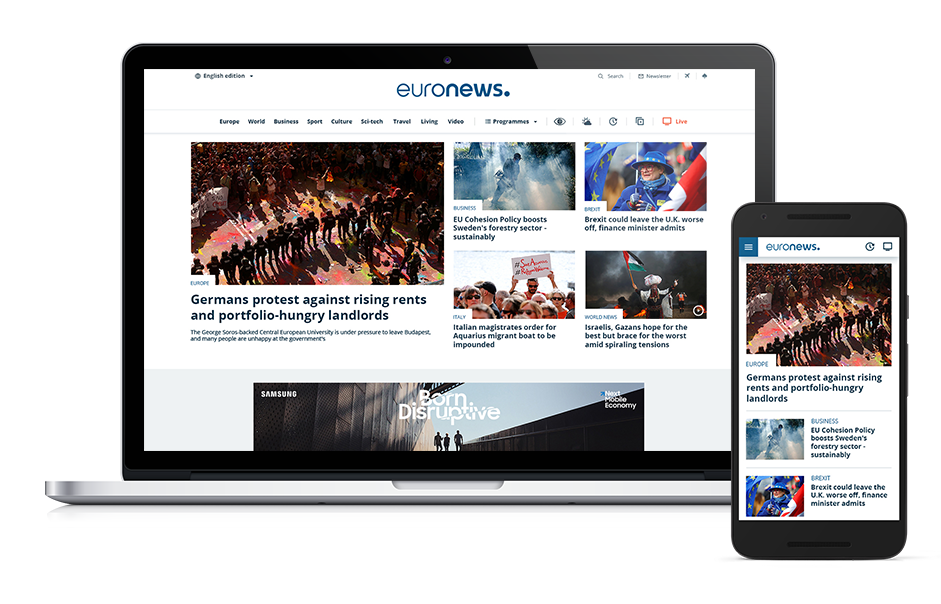 English edition
Search
Newsletter
euronews.
Europe
World
Business
Sport
Culture
Sci-tech
Travel
Living
Video
Programmes
Live
EUROPE
Germans protest against rising rents
and portfolio-hungry landlords
The George Soros-backed Central European University is under pressure to leave Budapest,
and many people are unhappy at the government's
BUSINESS
EU Cohesion Policy boosts
Sweden's forestry sector -
sustainably
BREXIT
Brexit could leave the U.K. worse
off, finance minister admits
ITALY
Italian magistrates order for
Aquarius migrant boat to be
impounded
WORLD NEWS
Israelis, Gazans hope for the
best but brace for the worst
amid spiraling tensions
SAMSUNG
Born
Disruptive
Next
Mobile
Economy
euronews.
EUROPE
Germans protest against rising
rents and portfolio-hungry
landlords
BUSINESS
EU Cohesion Policy
boosts Sweden's
forestry sector -
sustainably
BREXIT
Brexit could leave the
U.K. worse off, finance
minister admits